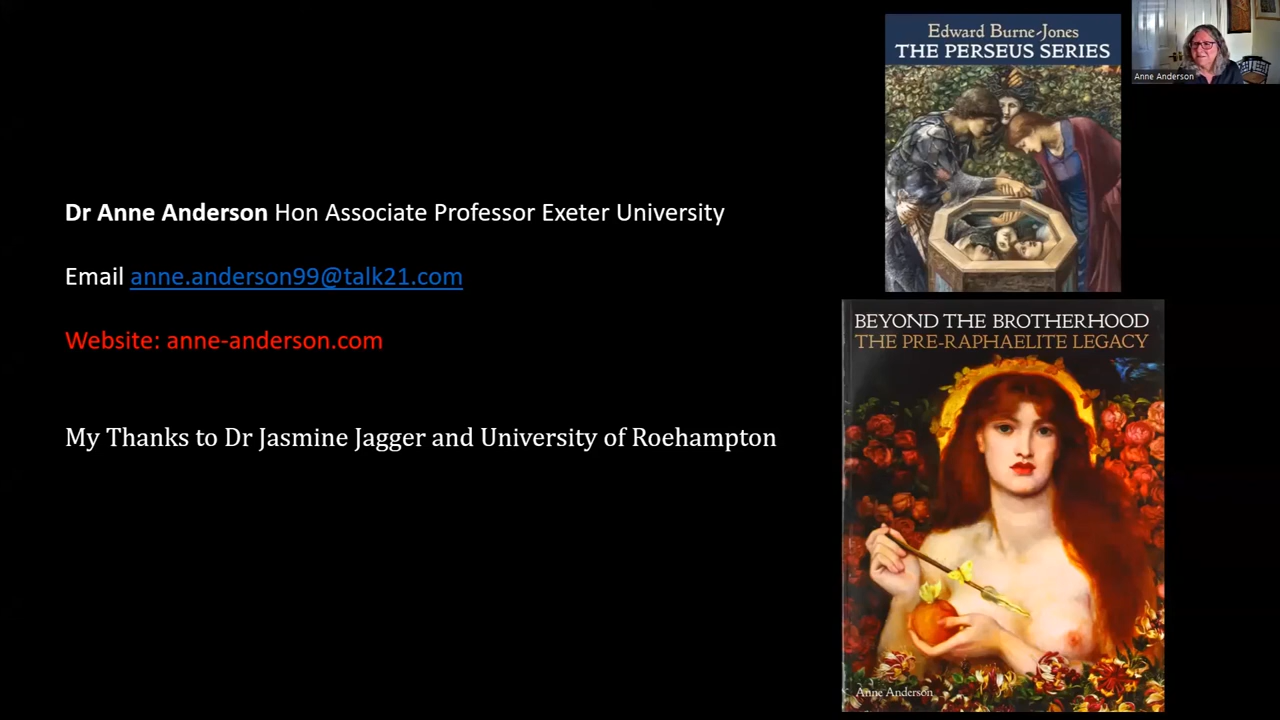 Dr Anne Anderson Hon Associate Professor Exeter University
Email anne.anderson99@talk21.com
Website: anne-anderson.com
My Thanks to Dr Jasmine Jagger and University of Roehampton
Edward Burne-Jones
THE PERSEUS SERIES
Anne Anderson
BEYOND THE BROTHERHOOD
THE PRE-RAPHAELITE LEGACY
Anne Anderson